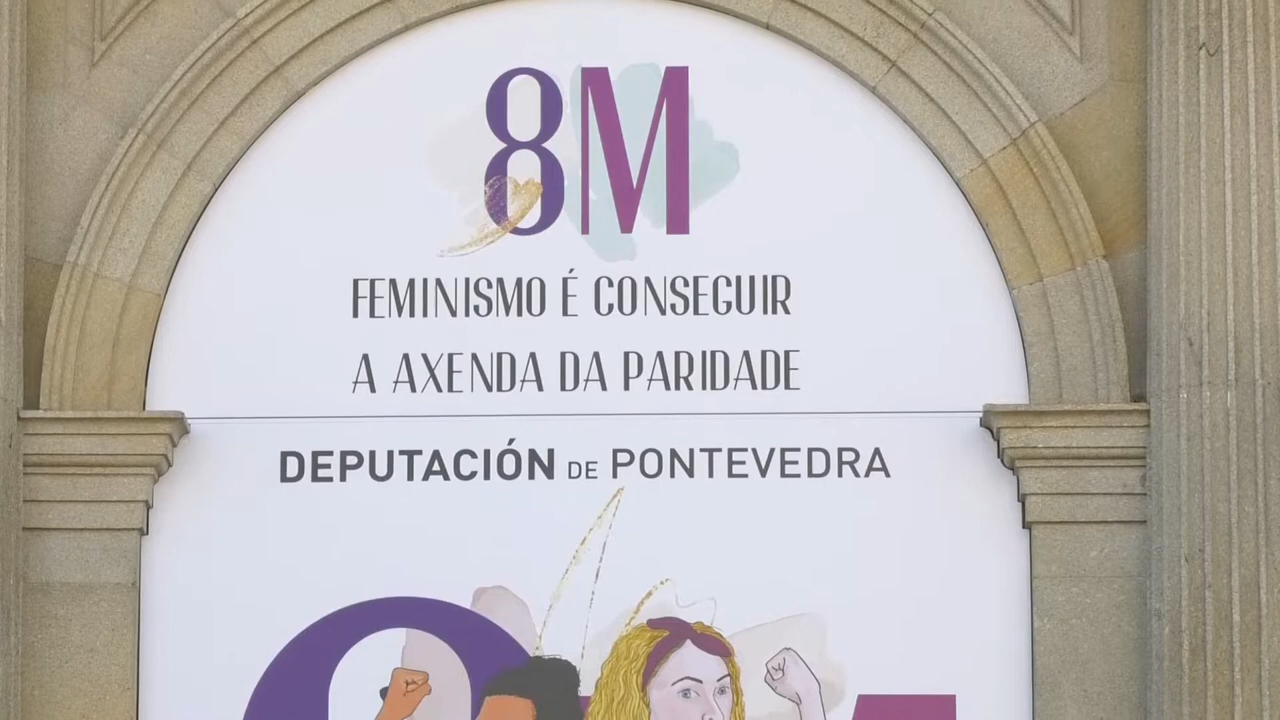 8M
FEMINISMO É CONSEGUIR
A AXENDA DA PARIDADE
DEPUTACIÓN DE PONTEVEDRA